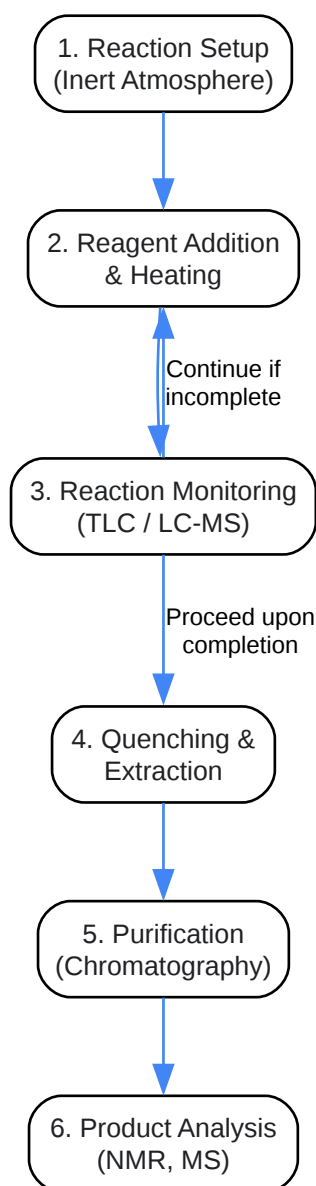 1. Reaction Setup
(Inert Atmosphere)
2. Reagent Addition
& Heating
Continue if
incomplete
3. Reaction Monitoring
(TLC / LC-MS)
Proceed upon
completion
4. Quenching &
Extraction
5. Purification
(Chromatography)
6. Product Analysis
(NMR, MS)